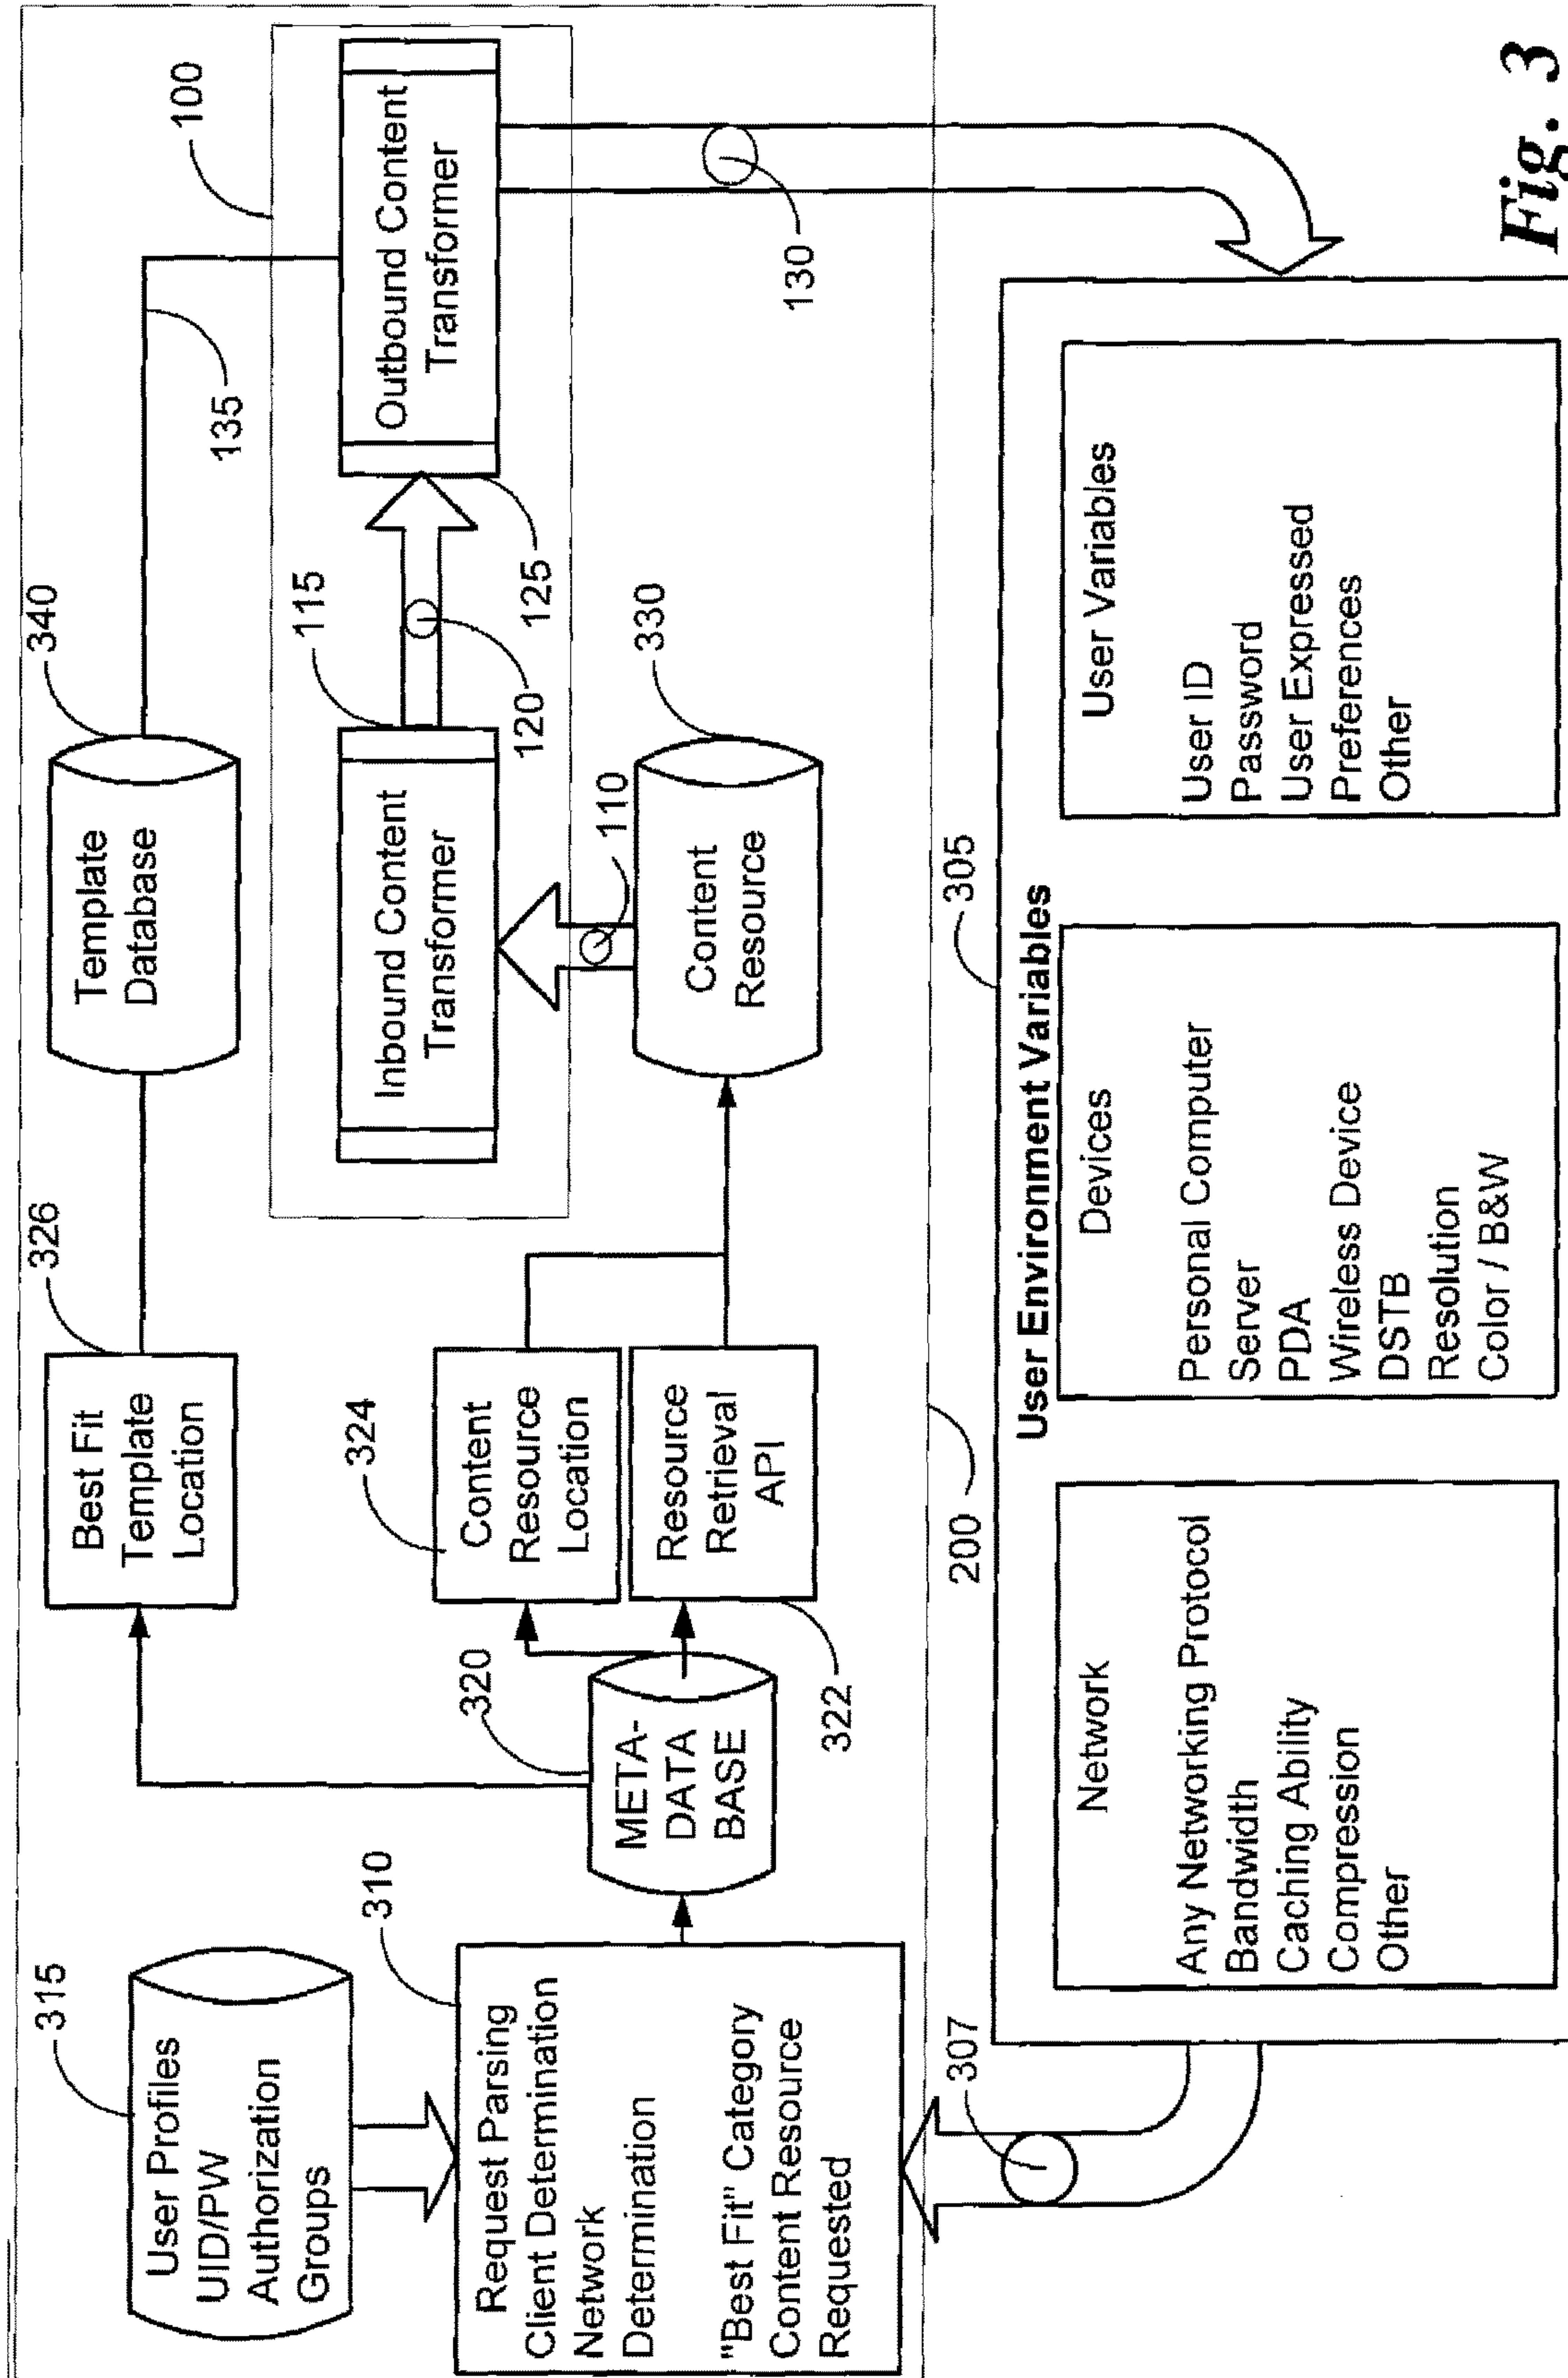 315
User Profiles
UID/PW
Authorization
Groups
310
Request Parsing
Client Determination
Network
Determination
"Best Fit" Category
Content Resource
Requested
307
320
META-
DATA
BASE
326
Best Fit
Template
Location
324
Content
Resource
Location
Resource
Retrieval
API
322
340
Template
Database
135
100
115
Inbound Content
Transformer
120
125
Outbound Content
Transformer
110
330
Content
Resource
130
200
305
User Environment Variables
Network
Any Networking Protocol
Bandwidth
Caching Ability
Compression
Other
Devices
Personal Computer
Server
PDA
Wireless Device
DSTB
Resolution
Color / B&W
User Variables
User ID
Password
User Expressed
Preferences
Other
Fig. 3